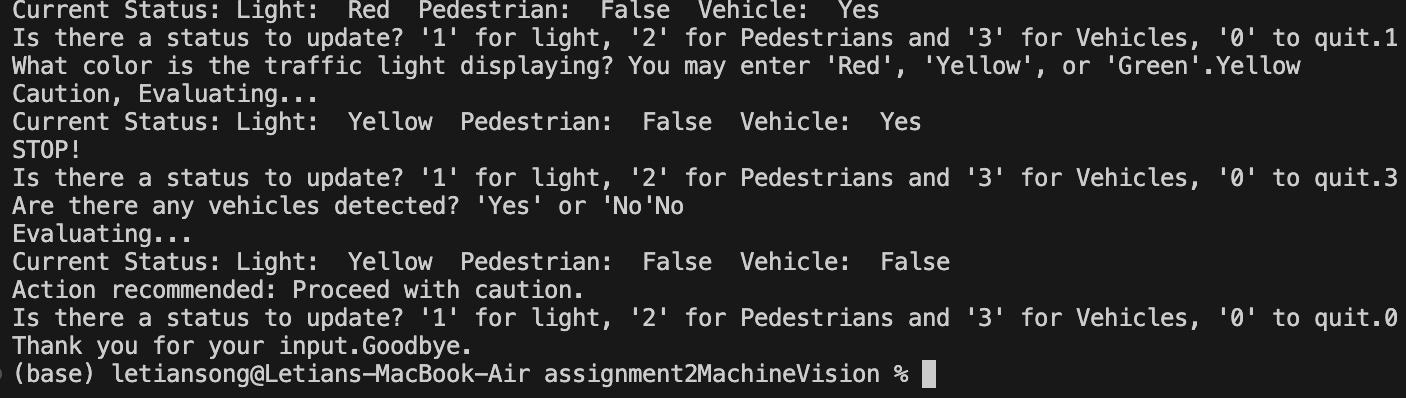 Current Status: Light:  Red  Pedestrian:  False  Vehicle:  Yes
Is there a status to update? '1' for light, '2' for Pedestrians and '3' for Vehicles, '0' to quit.1
What color is the traffic light displaying? You may enter 'Red', 'Yellow', or 'Green'.Yellow
Caution, Evaluating...
Current Status: Light:  Yellow  Pedestrian:  False  Vehicle:  Yes
STOP!
Is there a status to update? '1' for light, '2' for Pedestrians and '3' for Vehicles, '0' to quit.3
Are there any vehicles detected? 'Yes' or 'No'No
Evaluating...
Current Status: Light:  Yellow  Pedestrian:  False  Vehicle:  False
Action recommended: Proceed with caution.
Is there a status to update? '1' for light, '2' for Pedestrians and '3' for Vehicles, '0' to quit.0
Thank you for your input.Goodbye.
(base) letiansong@Letians-MacBook-Air assignment2MachineVision %